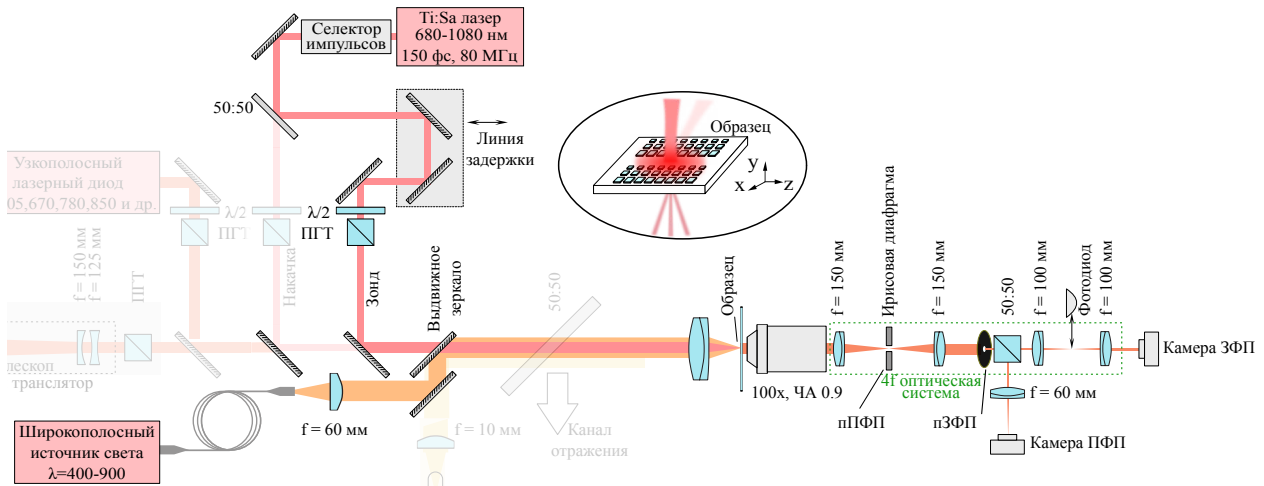 Селектор
импульсов
Ti:Sa лазер
680-1080 нм
150 фс, 80 МГц
50:50
Линия
задержки
Образец
y
x
z
Узкополосный
лазерный диод
05,670,780,850 и др.
λ/2
ПГТ
λ/2
ПГТ
f = 150 мм
f = 125 мм
ПГТ
Накачка
Зонд
Выдвижное
зеркало
50:50
Образец
f = 150 мм
Ирисовая диафрагма
f = 150 мм
50:50
f = 100 мм
Фотодиод
f = 100 мм
Камера ЗФП
лескоп
транслятор
100x, ЧА 0.9
4f оптическая
система
f = 60 мм
пПФП
пЗФП
Камера ПФП
f = 60 мм
f = 10 мм
Канал
отражения
Широкополосный
источник света
λ=400-900